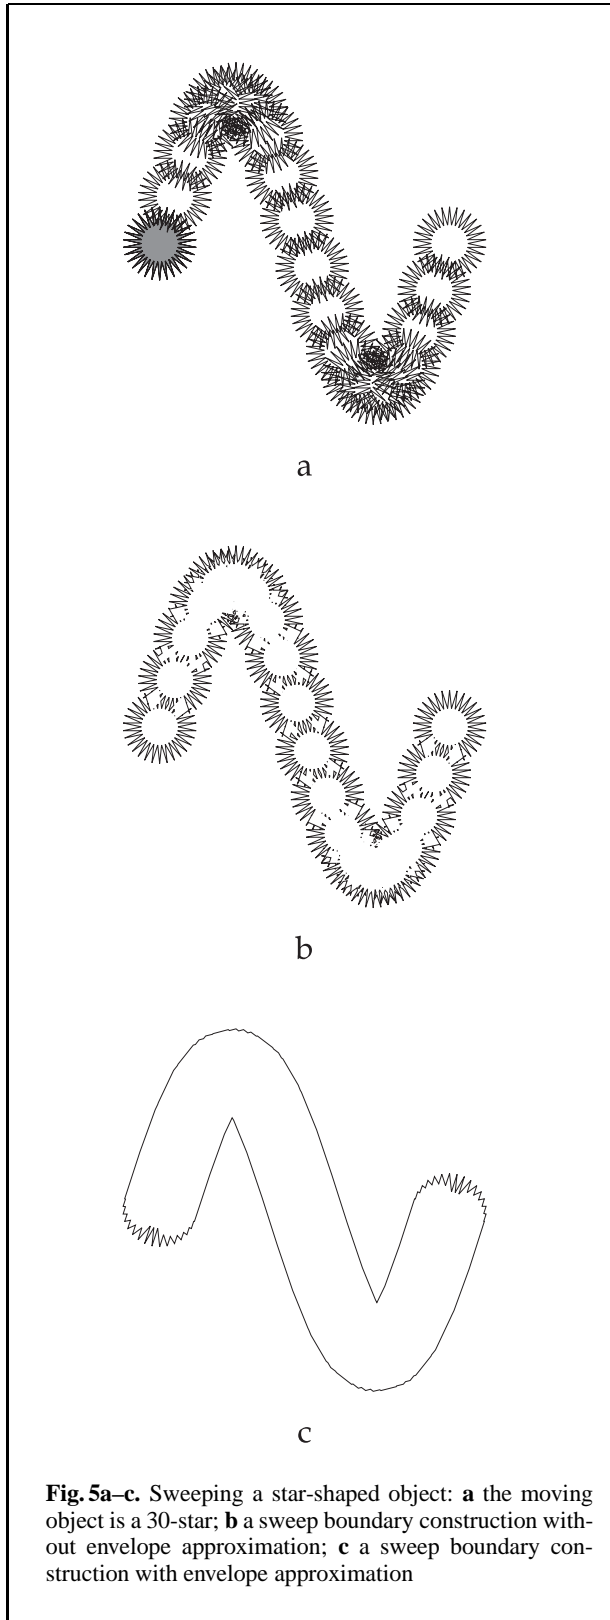 a
b
c
Fig. 5a–c. Sweeping a star-shaped object: a the moving
object is a 30-star; b a sweep boundary construction with-
out envelope approximation; c a sweep boundary con-
struction with envelope approximation